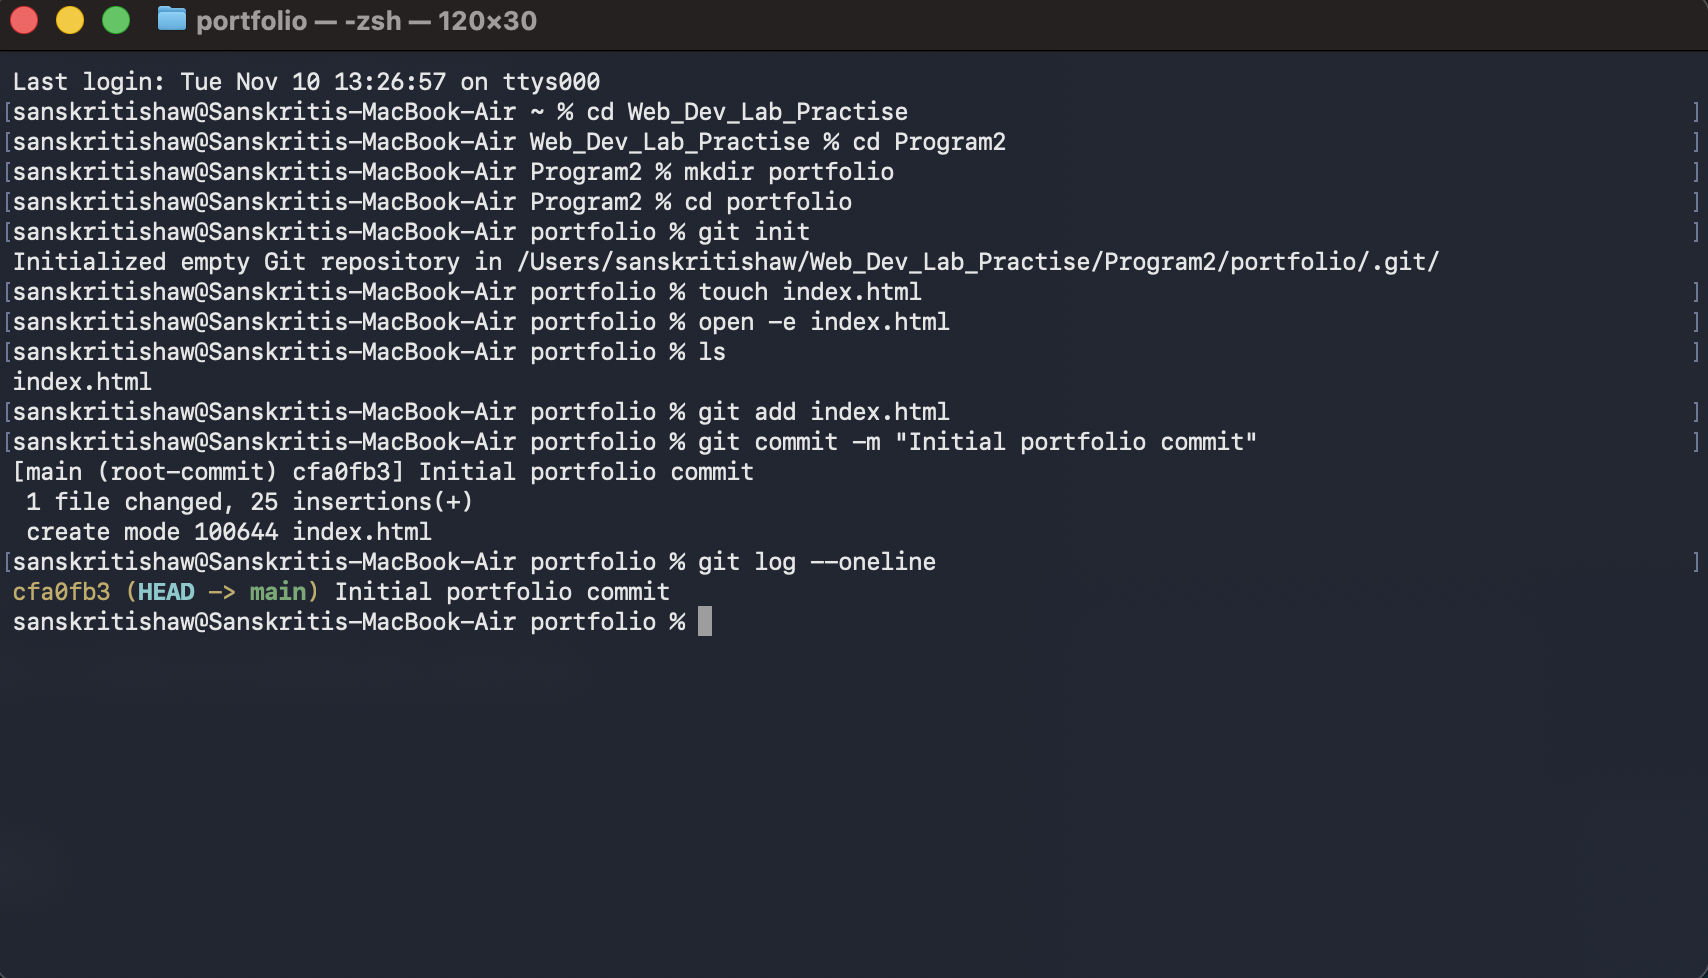 portfolio — -zsh — 120×30
Last login: Tue Nov 10 13:26:57 on ttys000
[sanskritishaw@Sanskritis-MacBook-Air ~ % cd Web_Dev_Lab_Practise ]
[sanskritishaw@Sanskritis-MacBook-Air Web_Dev_Lab_Practise % cd Program2 ]
[sanskritishaw@Sanskritis-MacBook-Air Program2 % mkdir portfolio ]
[sanskritishaw@Sanskritis-MacBook-Air Program2 % cd portfolio ]
[sanskritishaw@Sanskritis-MacBook-Air portfolio % git init ]
Initialized empty Git repository in /Users/sanskritishaw/Web_Dev_Lab_Practise/Program2/portfolio/.git/
[sanskritishaw@Sanskritis-MacBook-Air portfolio % touch index.html ]
[sanskritishaw@Sanskritis-MacBook-Air portfolio % open -e index.html ]
[sanskritishaw@Sanskritis-MacBook-Air portfolio % ls ]
index.html
[sanskritishaw@Sanskritis-MacBook-Air portfolio % git add index.html ]
[sanskritishaw@Sanskritis-MacBook-Air portfolio % git commit -m "Initial portfolio commit" ]
[main (root-commit) cfa0fb3] Initial portfolio commit
 1 file changed, 25 insertions(+)
 create mode 100644 index.html
[sanskritishaw@Sanskritis-MacBook-Air portfolio % git log --oneline ]
cfa0fb3 (HEAD -> main) Initial portfolio commit
sanskritishaw@Sanskritis-MacBook-Air portfolio %